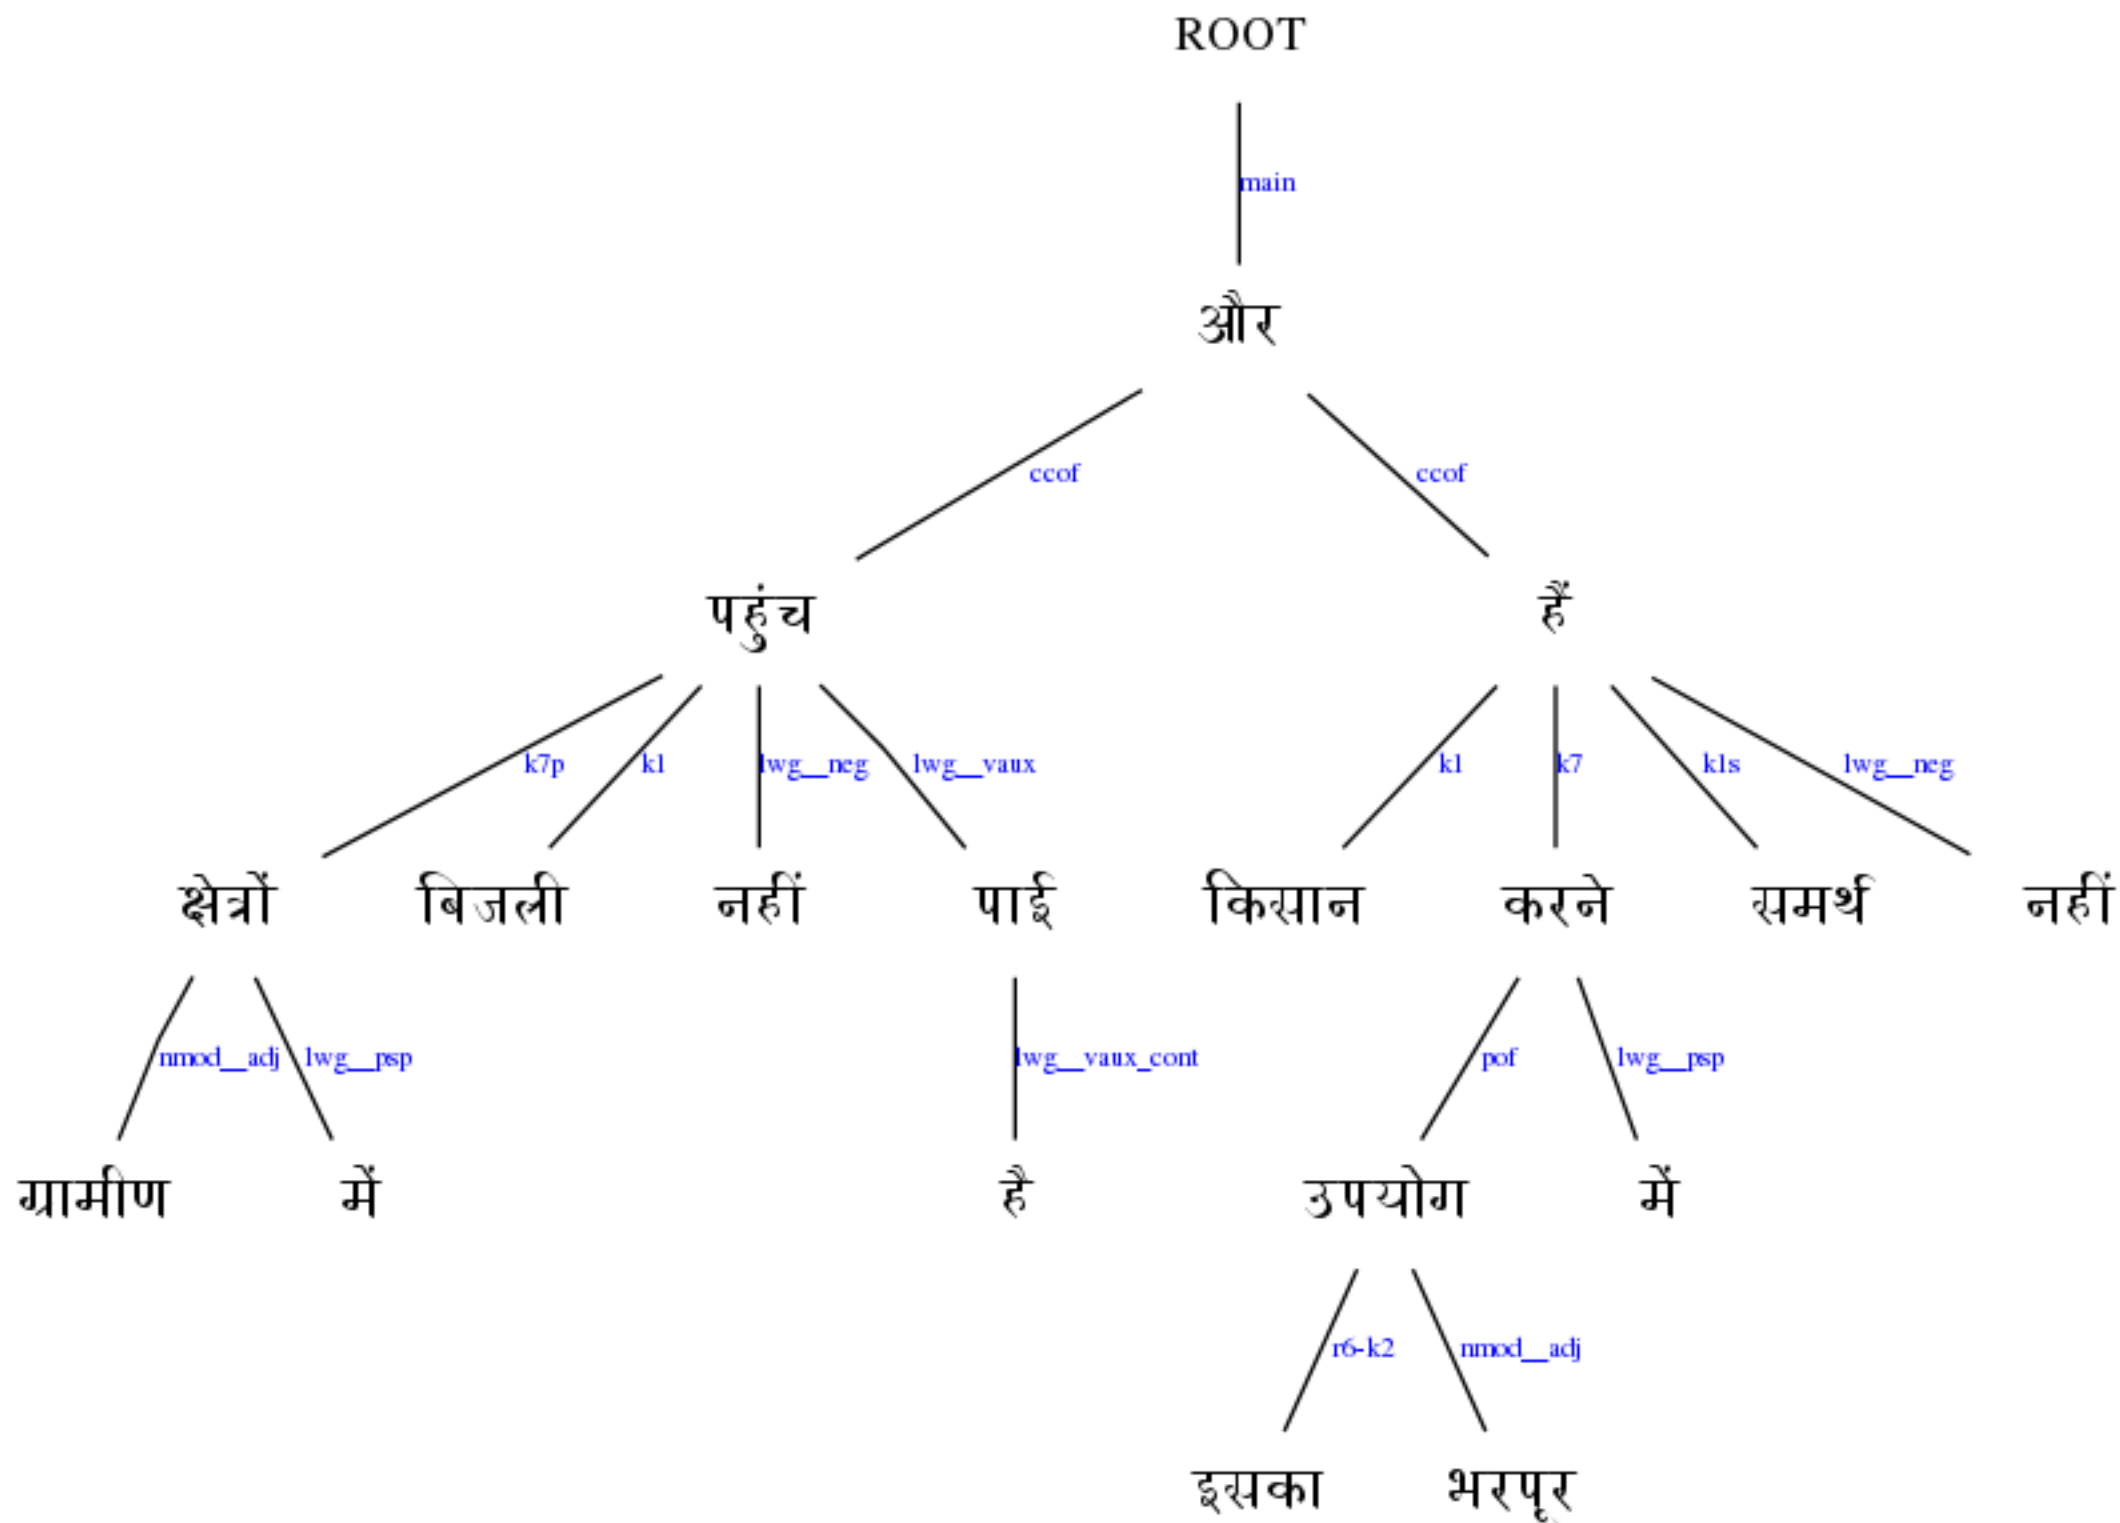 ROOT
main
और
ccof ccof
पहुंच हैं
k7p k1 lwg__neg lwg__vaux k1 k7 k1s lwg__neg
क्षेत्रों बिजली नहीं पाई किसान करने समर्थ नहीं
nmod__adj lwg__psp lwg__vaux_cont pof lwg__psp
ग्रामीण में है उपयोग में
r6-k2 nmod__adj
इसका भरपूर